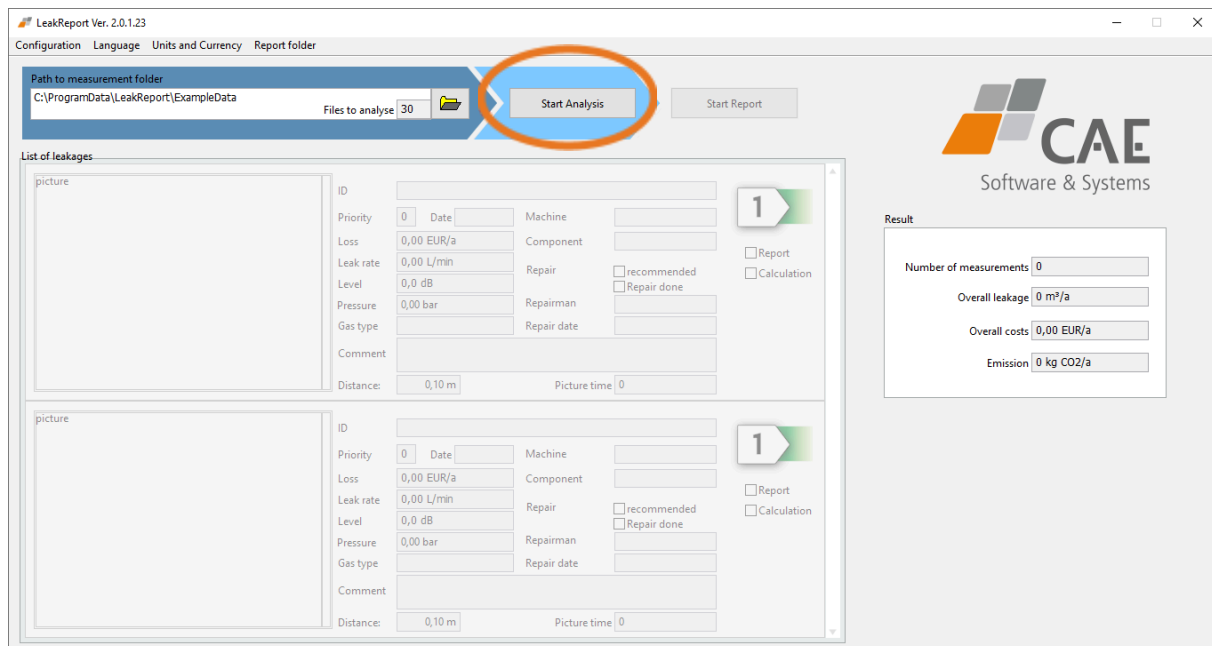 LeakReport Ver. 2.0.1.23
Configuration Language Units and Currency Report folder
Path to measurement folder
C:\ProgramData\LeakReport\ExampleData
Files to analyse 30
Start Analysis
Start Report
CAE
Software & Systems
List of leakages
picture
ID
Priority 0 Date Machine
Loss 0,00 EUR/a Component
Leak rate 0,00 L/min
Repair recommended
Level 0,0 dB
Repair done
Pressure 0,00 bar Repairman
Gas type Repair date
Comment
Distance: 0,10 m Picture time 0
1
Report
Calculation
picture
ID
Priority 0 Date Machine
Loss 0,00 EUR/a Component
Leak rate 0,00 L/min
Repair recommended
Level 0,0 dB
Repair done
Pressure 0,00 bar Repairman
Gas type Repair date
Comment
Distance: 0,10 m Picture time 0
1
Report
Calculation
Result
Number of measurements 0
Overall leakage 0 m³/a
Overall costs 0,00 EUR/a
Emission 0 kg CO2/a